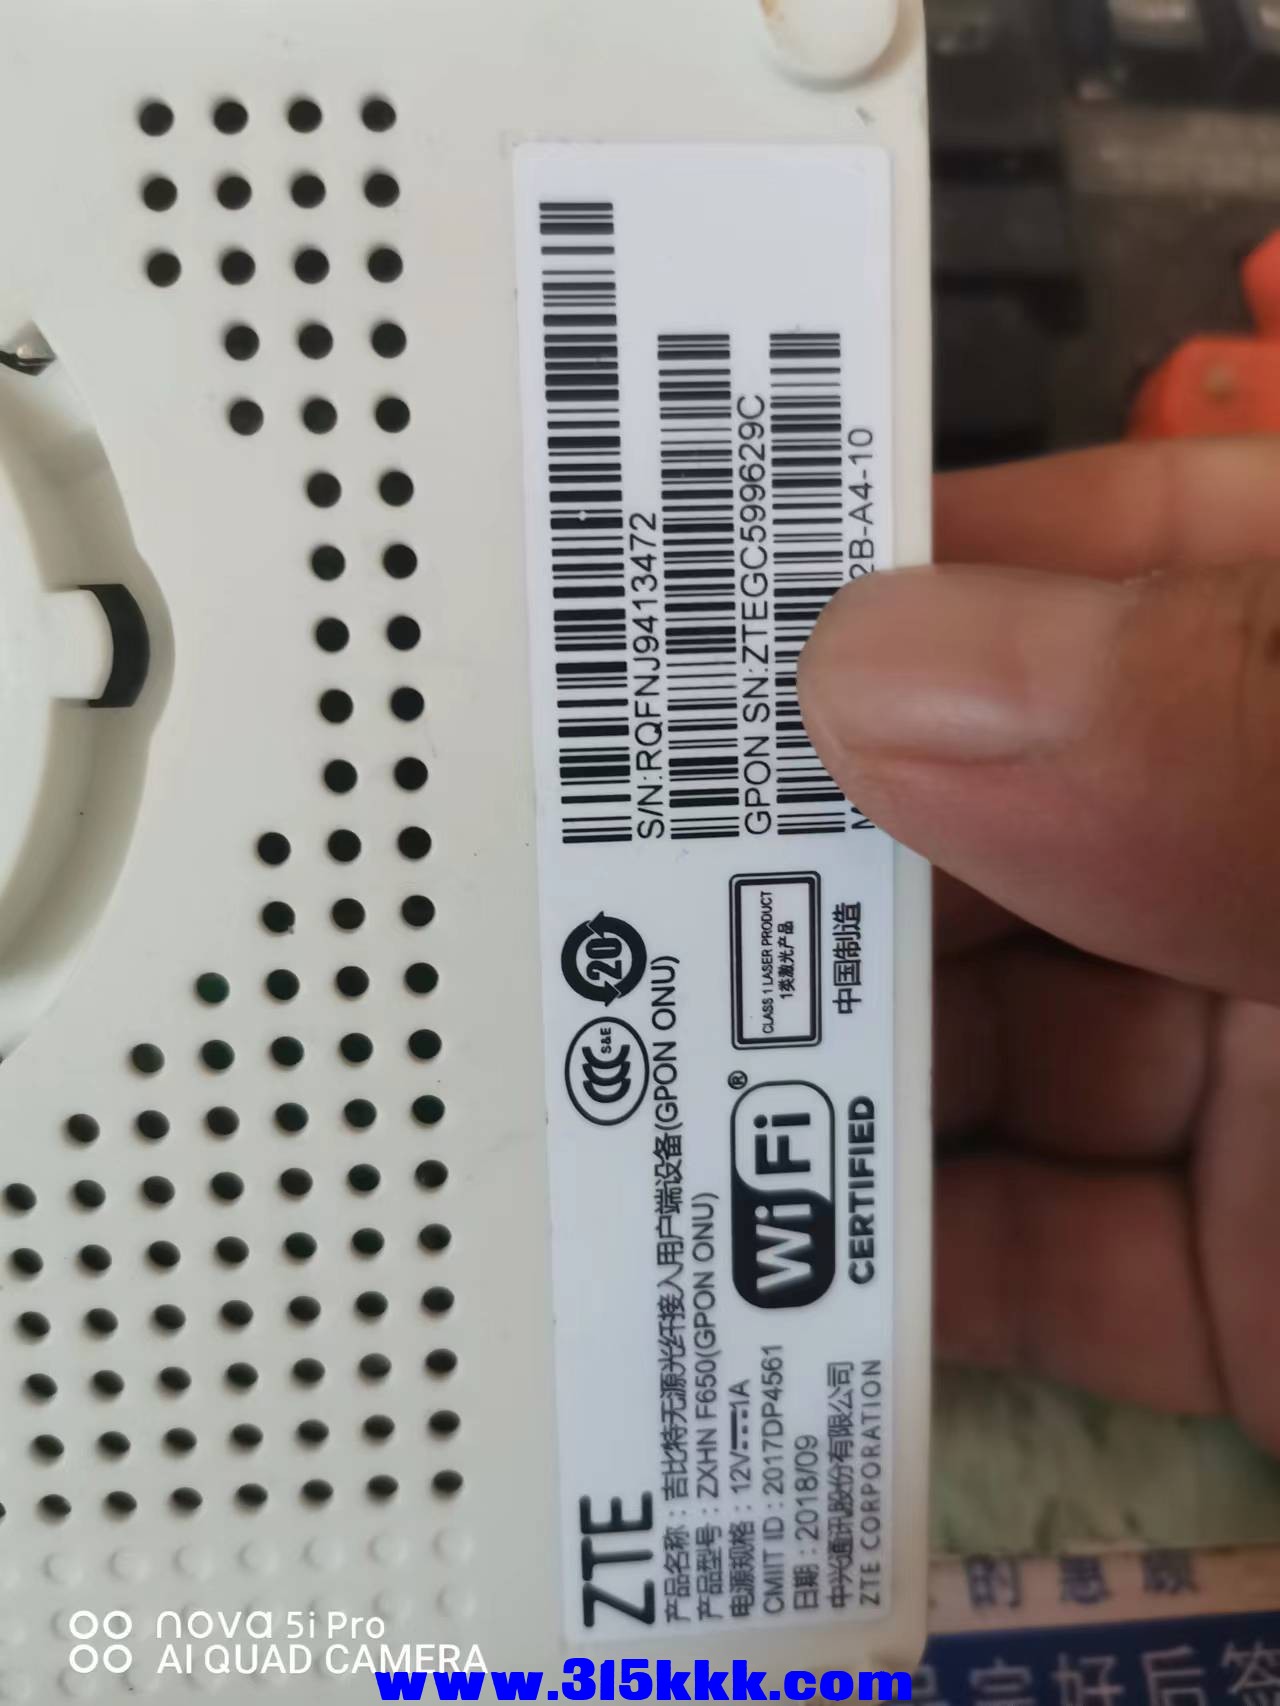 S/N:RQFNJ9413472
GPON SN:ZTEGC599629C
2B-A4-10
20
S&E
CLASS 1 LASER PRODUCT
1类激光产品
中国制造
WiFi®
CERTIFIED
ZTE
产品名称：吉比特无源光纤接入用户端设备(GPON ONU)
产品型号：ZXHN F650(GPON ONU)
电源规格：12V⎓1A
CMIIT ID：2017DP4561
日期：2018/09
中兴通讯股份有限公司
ZTE CORPORATION
nova 5i Pro
AI QUAD CAMERA
www.315kkk.com